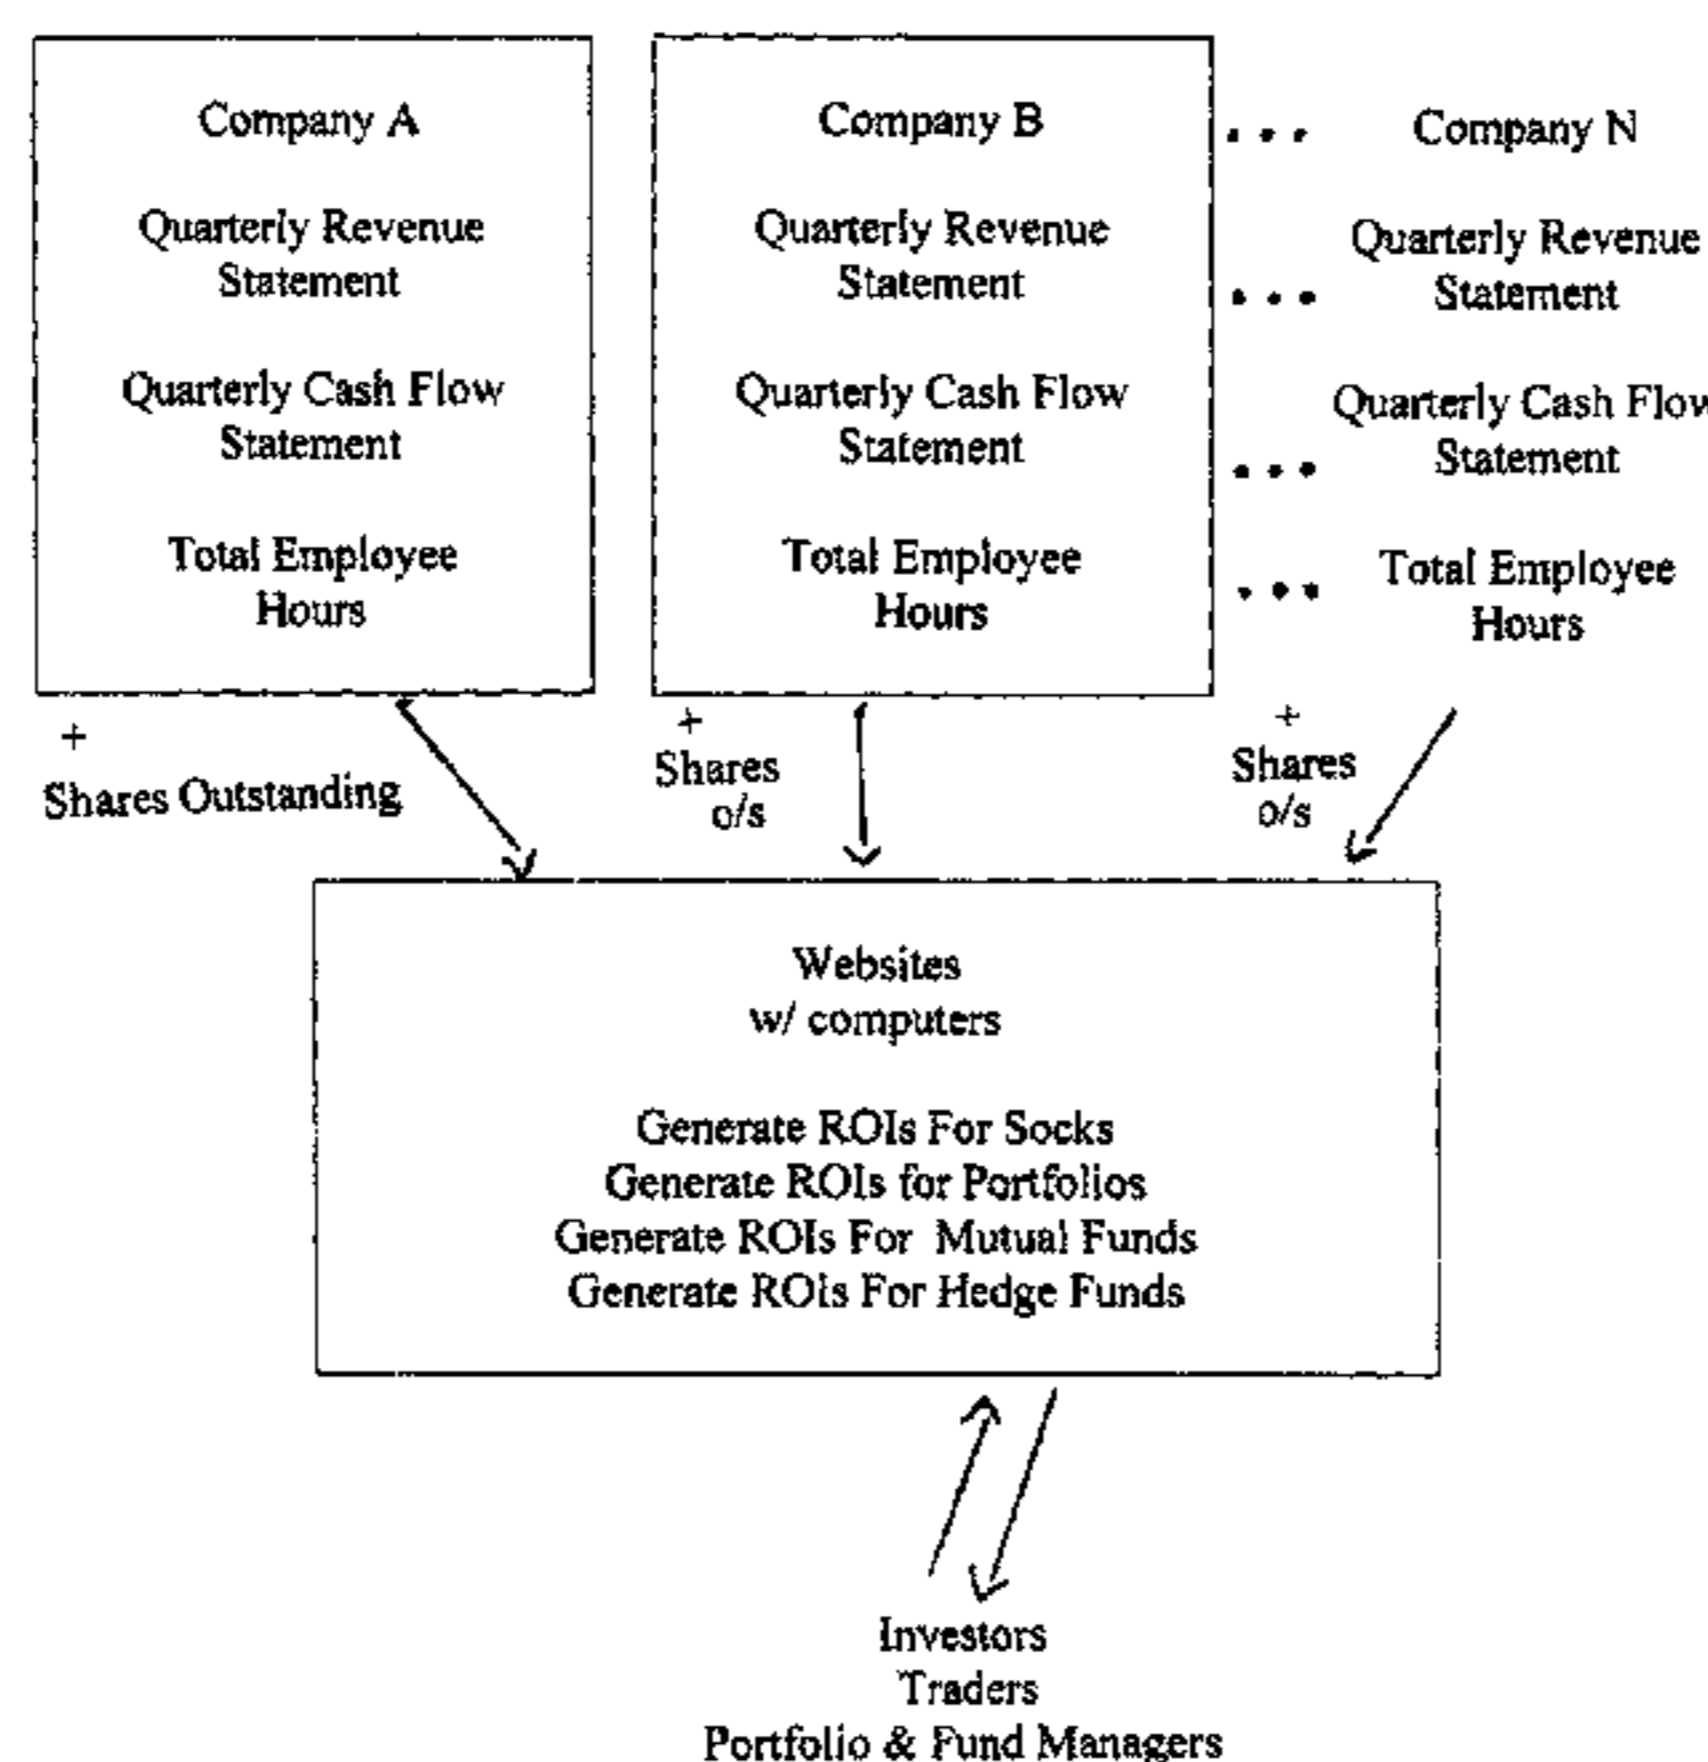 Company A
Quarterly Revenue
Statement
Quarterly Cash Flow
Statement
Total Employee
Hours
+
Shares Outstanding
Company B
Quarterly Revenue
Statement
Quarterly Cash Flow
Statement
Total Employee
Hours
+
Shares
o/s
... Company N
... Quarterly Revenue
Statement
... Quarterly Cash Flow
Statement
... Total Employee
Hours
+
Shares
o/s
Websites
w/ computers
Generate ROIs For Socks
Generate ROIs for Portfolios
Generate ROIs For Mutual Funds
Generate ROIs For Hedge Funds
Investors
Traders
Portfolio & Fund Managers